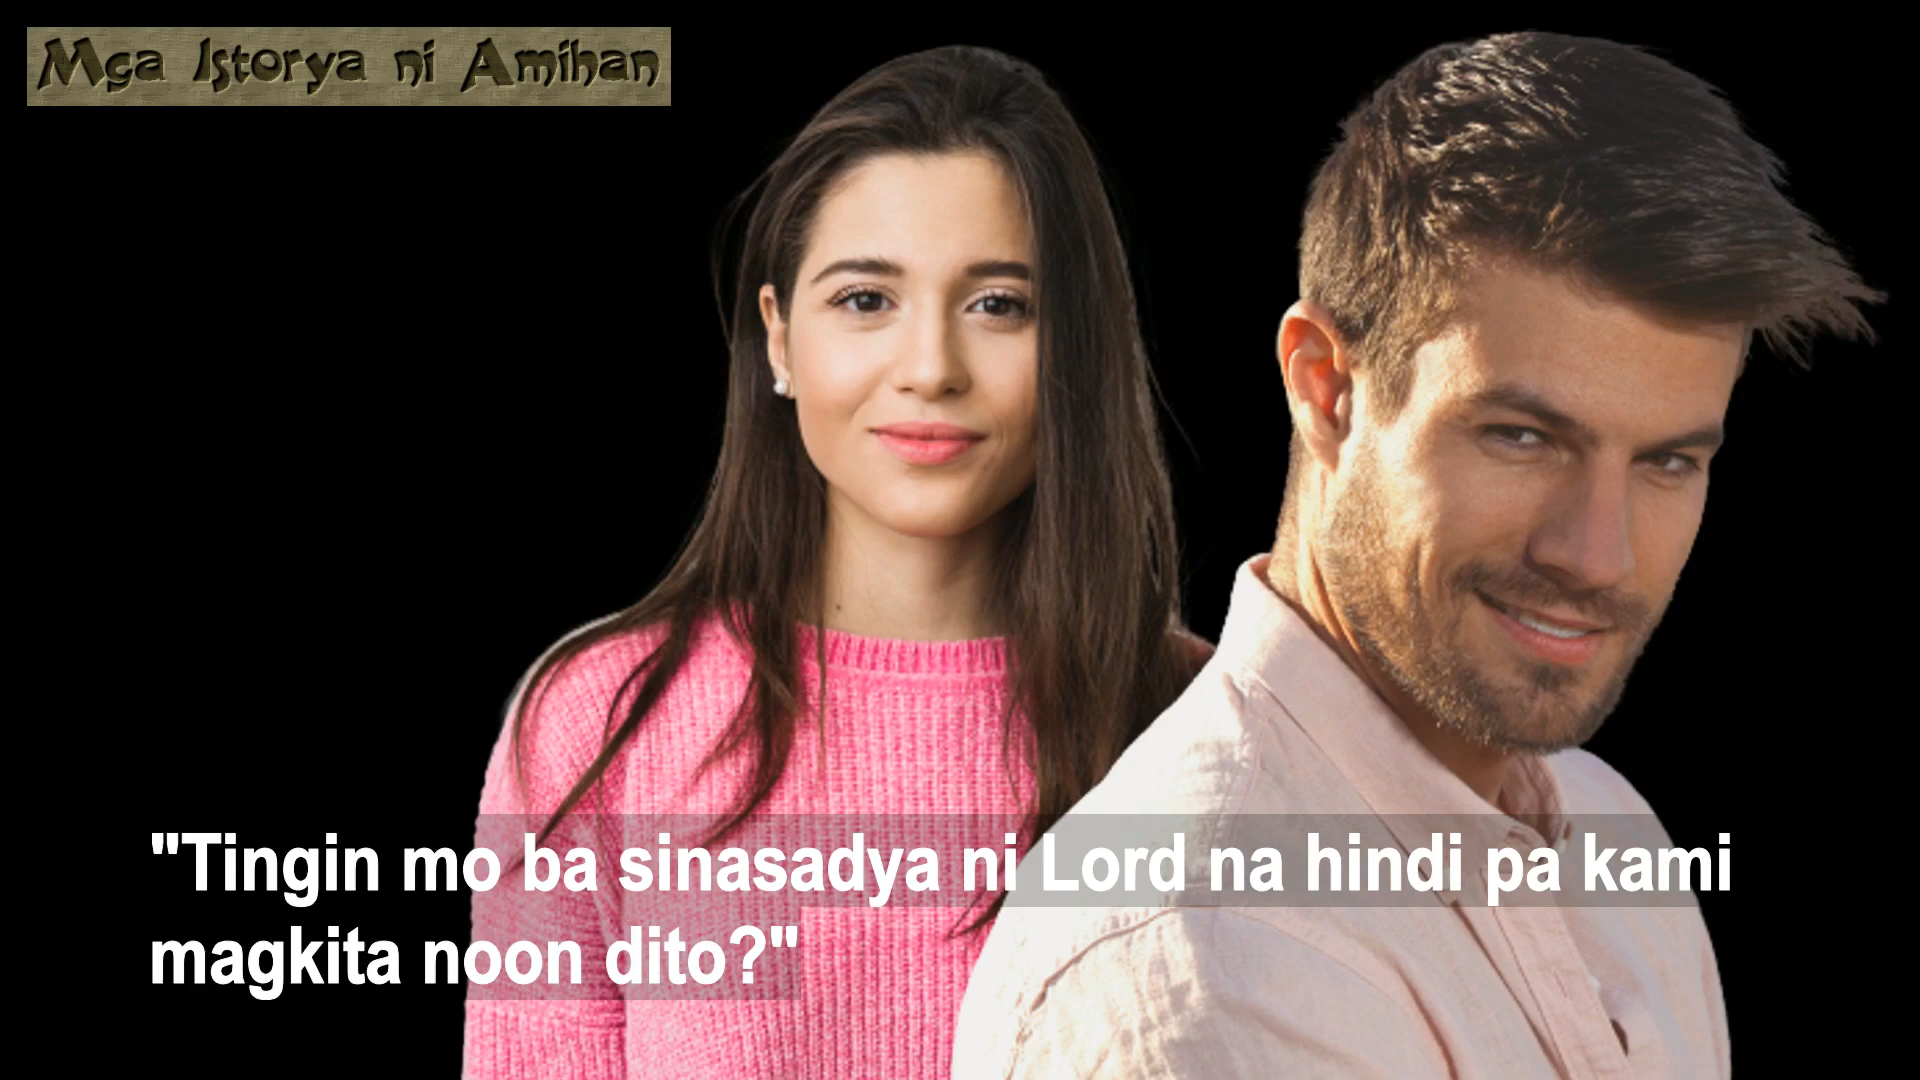 Mga Istorya ni Amihan
"Tingin mo ba sinasadya ni Lord na hindi pa kami
magkita noon dito?"